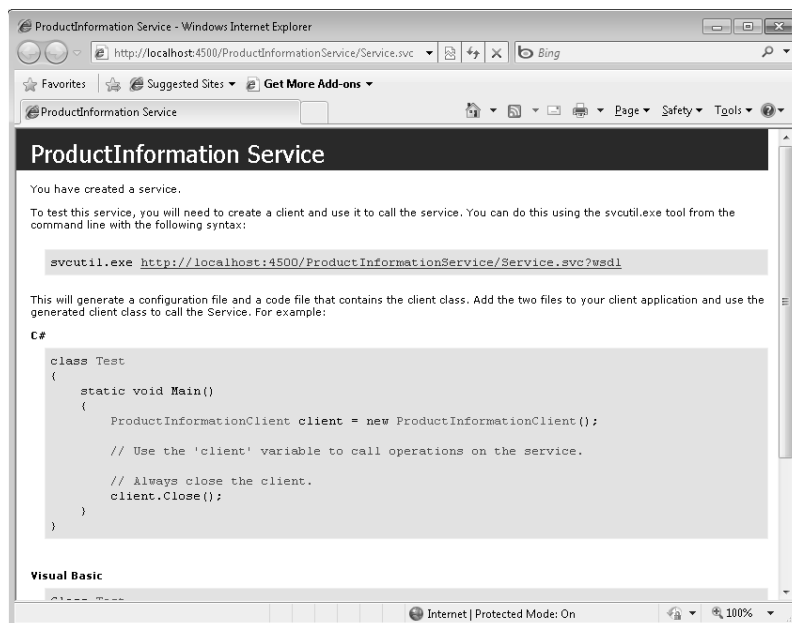 ProductInformation Service - Windows Internet Explorer
http://localhost:4500/ProductInformationService/Service.svc
Bing
Favorites
Suggested Sites
Get More Add-ons
ProductInformation Service
Page
Safety
Tools
ProductInformation Service
You have created a service.
To test this service, you will need to create a client and use it to call the service. You can do this using the svcutil.exe tool from the
command line with the following syntax:
svcutil.exe http://localhost:4500/ProductInformationService/Service.svc?wsdl
This will generate a configuration file and a code file that contains the client class. Add the two files to your client application and use the
generated client class to call the Service. For example:
C#
class Test
{
static void Main()
{
ProductInformationClient client = new ProductInformationClient();
// Use the 'client' variable to call operations on the service.
// Always close the client.
client.Close();
}
}
Visual Basic
Class Test
Internet | Protected Mode: On
100%